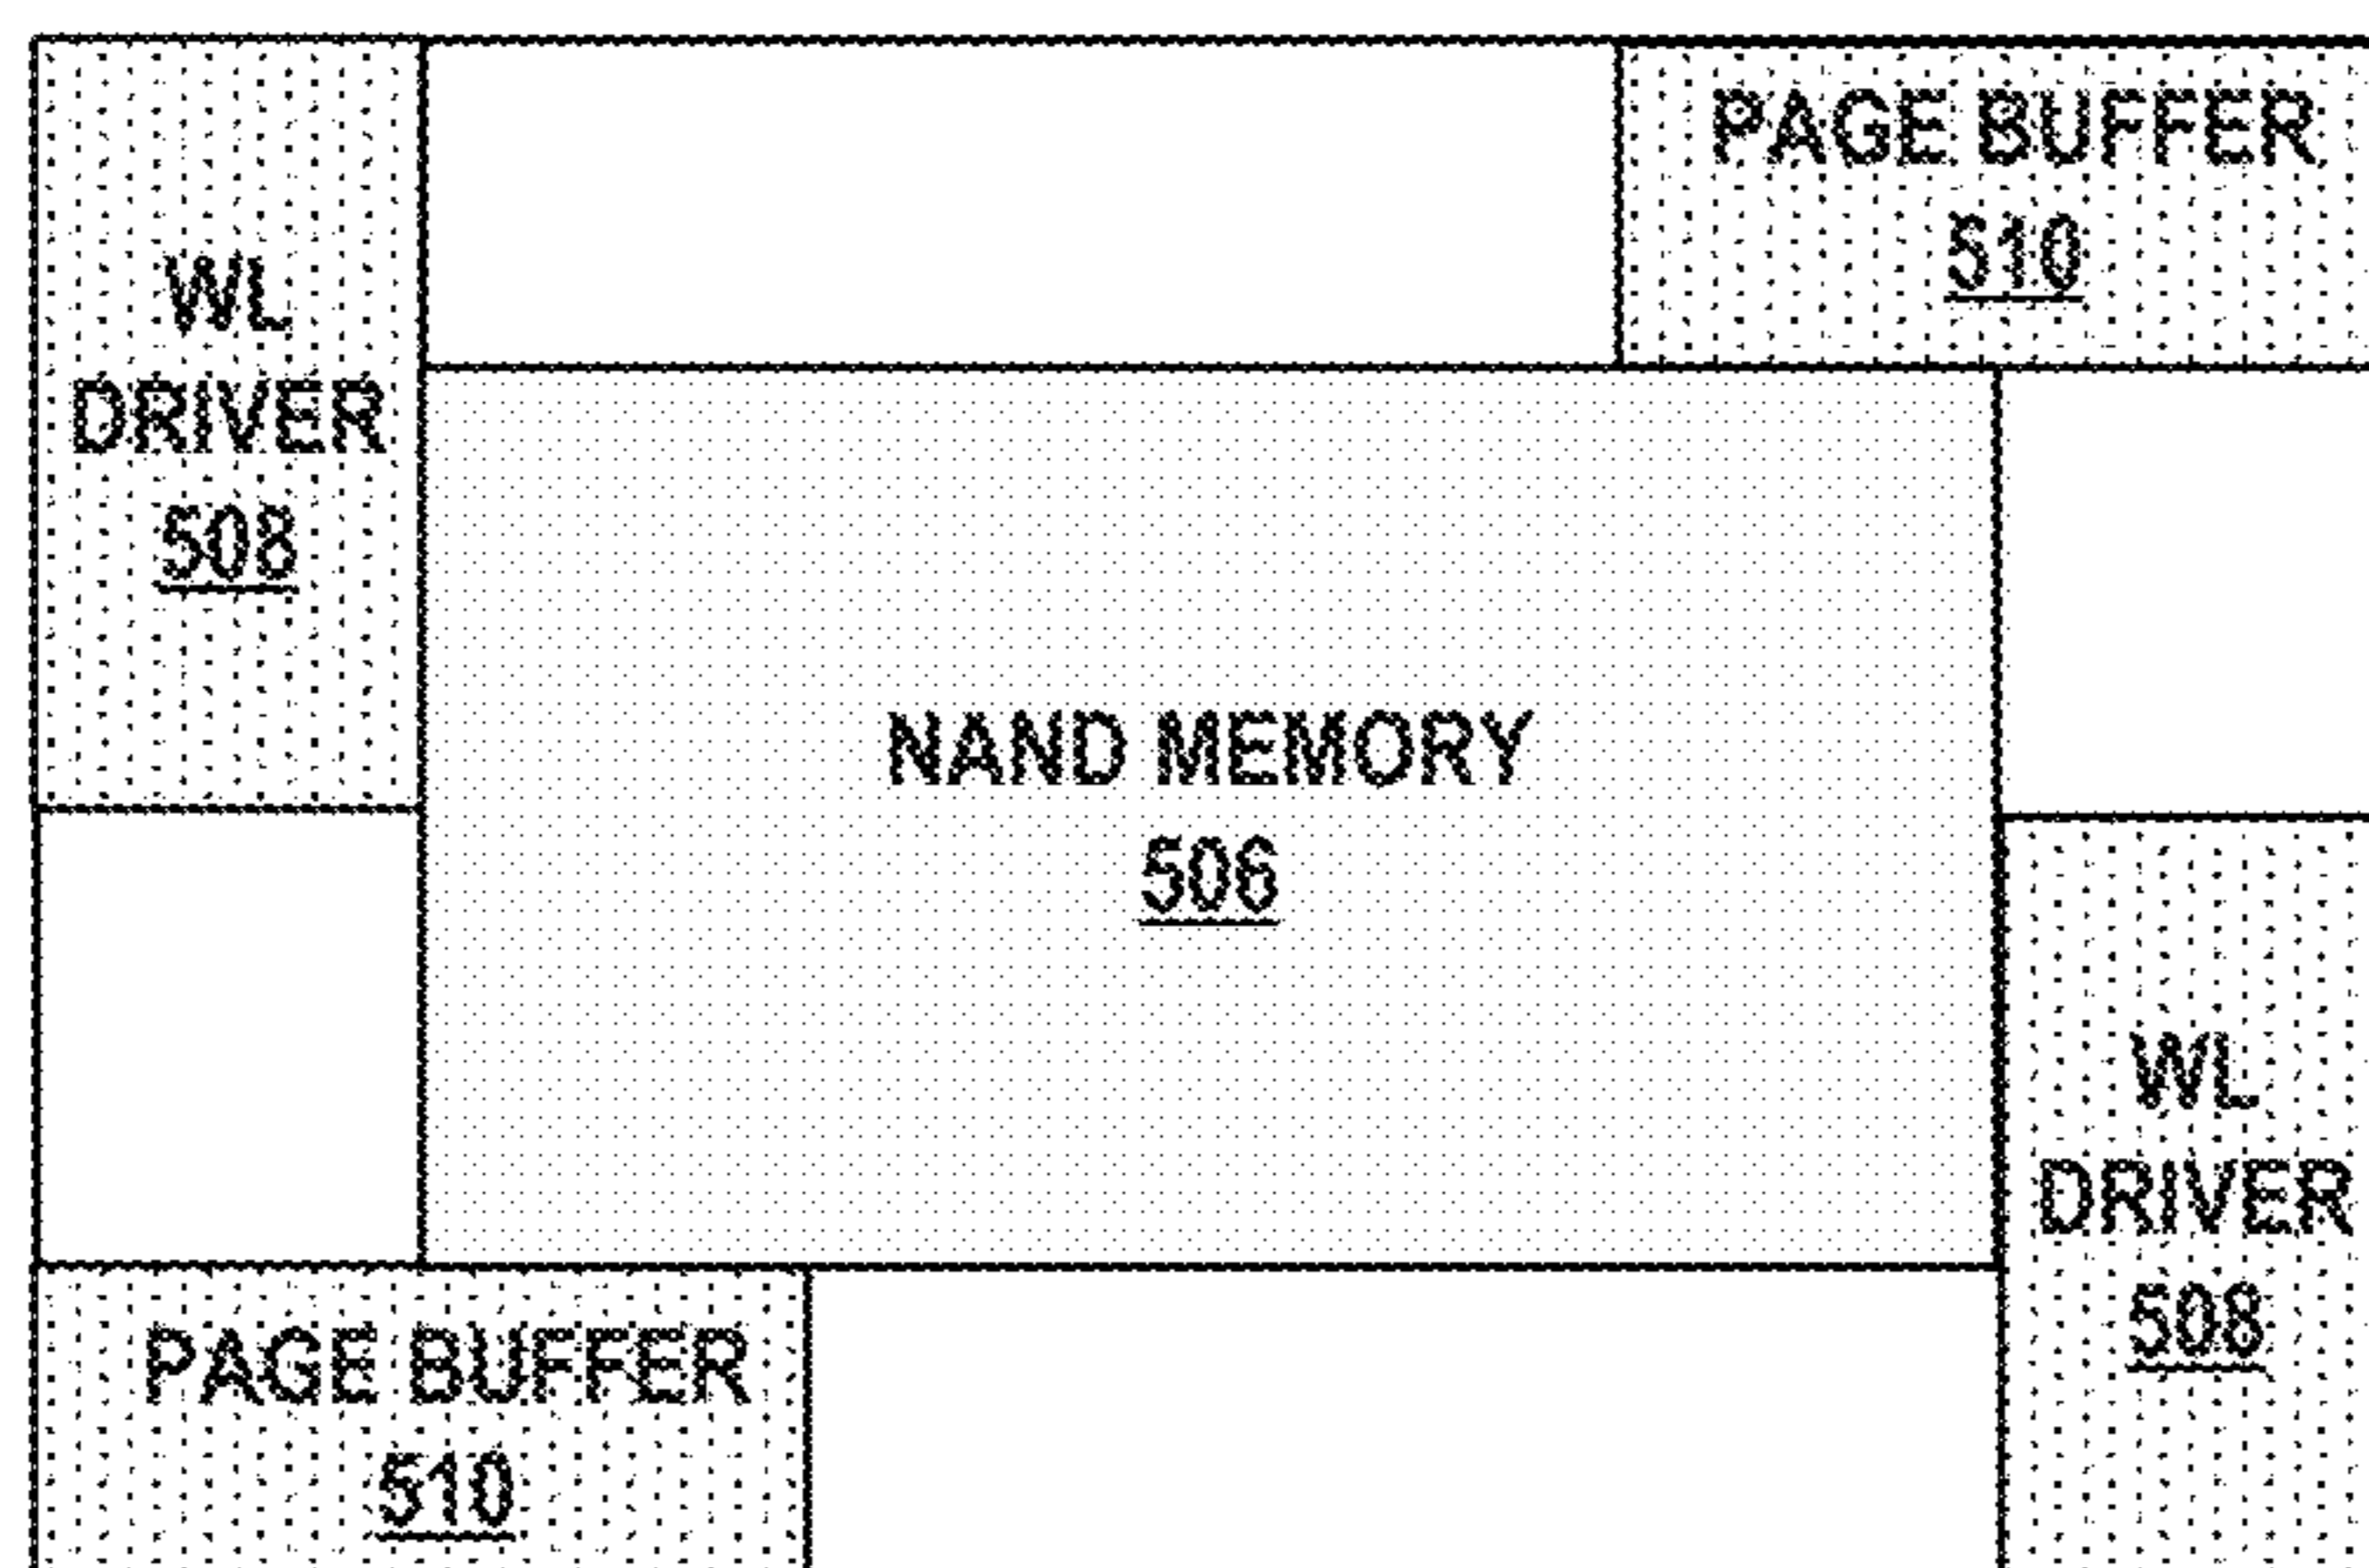 PAGE BUFFER
510
WL
DRIVER
508
NAND MEMORY
506
WL
DRIVER
508
PAGE BUFFER
510